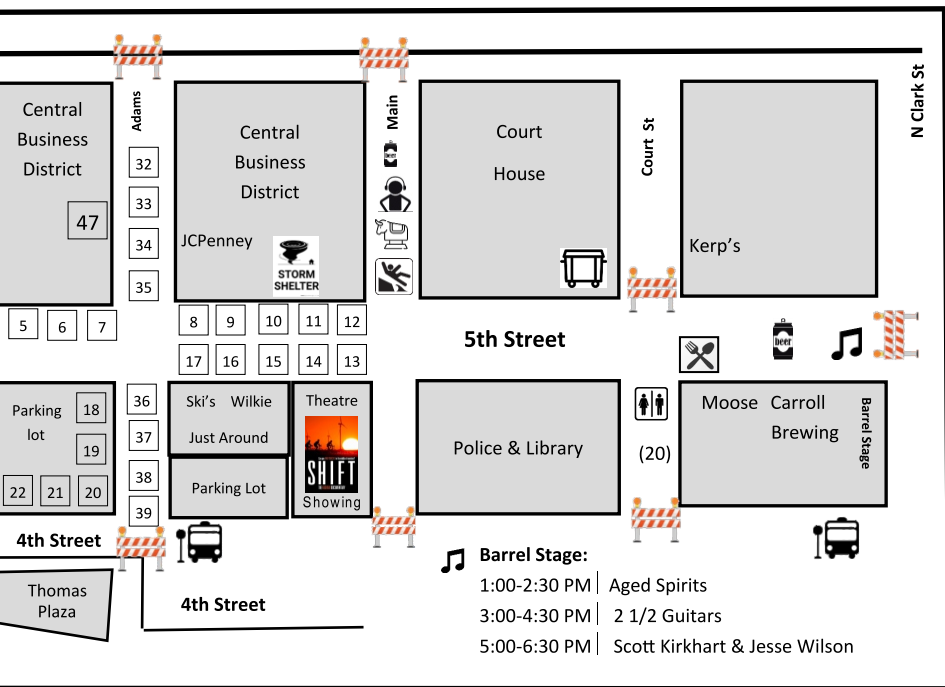 N Clark St
Adams
Main
Court St
Central
Business
District
47
Central
Business
District
JCPenney
STORM
SHELTER
Court
House
Kerp's
32
33
34
35
beer
5
6
7
8
9
10
11
12
17
16
15
14
13
5th Street
beer
Parking
lot
18
19
22
21
20
36
37
38
39
Ski's Wilkie
Just Around
Parking Lot
Theatre
SHIFT
Showing
Police & Library
(20)
Moose Carroll
Brewing
Barrel Stage
4th Street
Thomas
Plaza
4th Street
Barrel Stage:
1:00-2:30 PM| Aged Spirits
3:00-4:30 PM| 2 1/2 Guitars
5:00-6:30 PM| Scott Kirkhart & Jesse Wilson